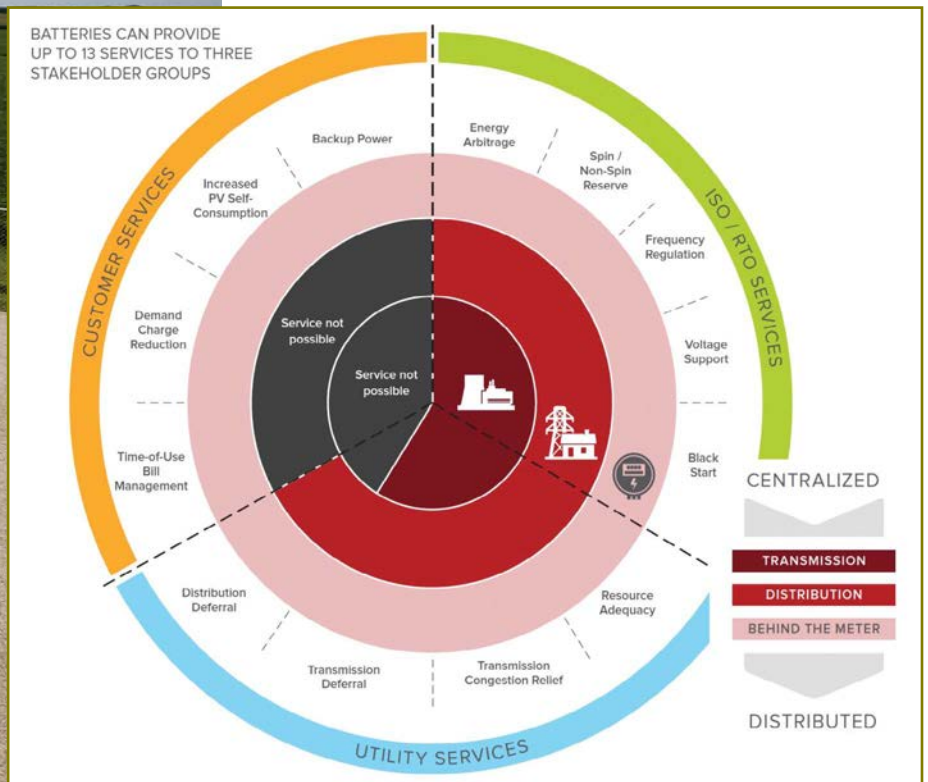 BATTERIES CAN PROVIDE
UP TO 13 SERVICES TO THREE
STAKEHOLDER GROUPS
CUSTOMER SERVICES
ISO / RTO SERVICES
UTILITY SERVICES
Backup Power
Energy
Arbitrage
Spin /
Non-Spin
Reserve
Increased
PV Self-
Consumption
Frequency
Regulation
Demand
Charge
Reduction
Service not
possible
Service not
possible
Voltage
Support
Time-of-Use
Bill
Management
Black
Start
Distribution
Deferral
Resource
Adequacy
Transmission
Deferral
Transmission
Congestion Relief
CENTRALIZED
TRANSMISSION
DISTRIBUTION
BEHIND THE METER
DISTRIBUTED